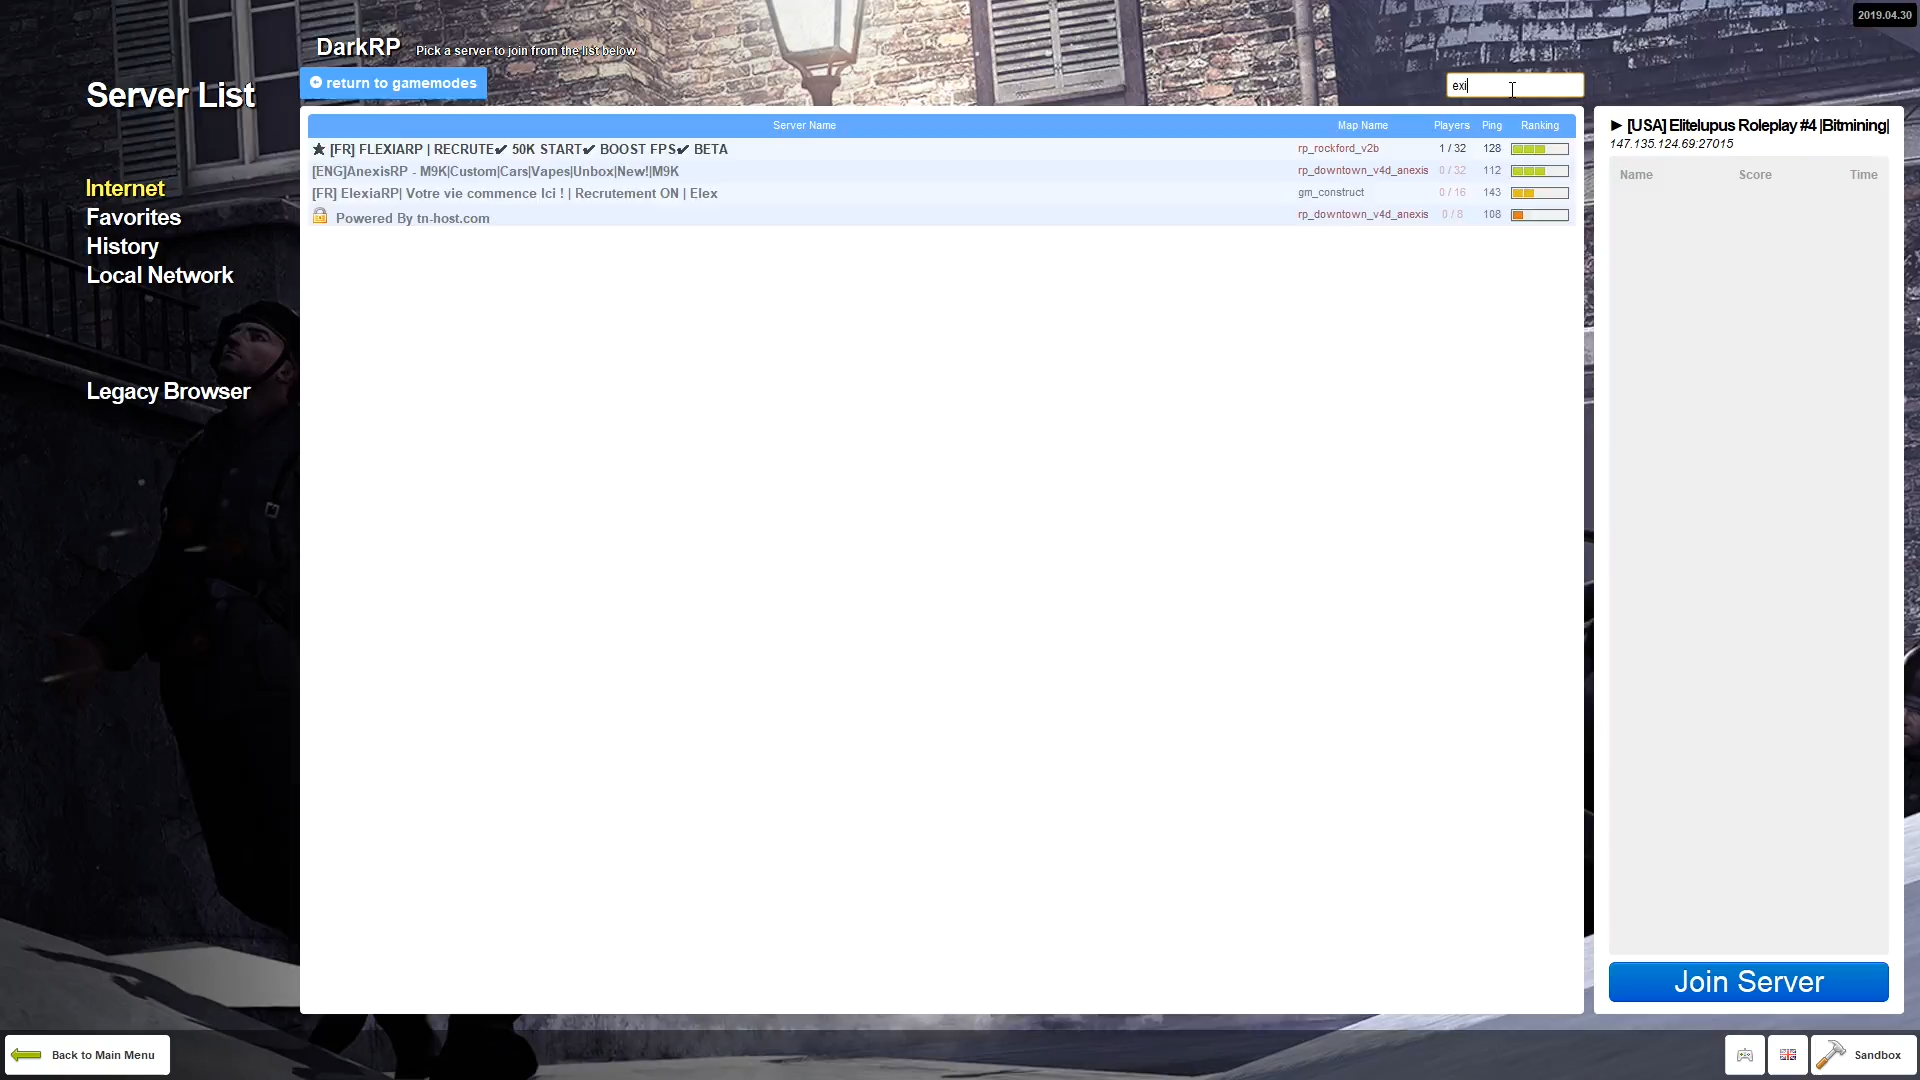 2019.04.30
DarkRP Pick a server to join from the list below
return to gamemodes
exi
Server List
Internet
Favorites
History
Local Network
Legacy Browser
Server Name Map Name Players Ping Ranking
★ [FR] FLEXIARP | RECRUTE✔ 50K START✔ BOOST FPS✔ BETA rp_rockford_v2b 1 / 32 128
[ENG]AnexisRP - M9K|Custom|Cars|Vapes|Unbox|New!|M9K rp_downtown_v4d_anexis 0 / 32 112
[FR] ElexiaRP| Votre vie commence Ici ! | Recrutement ON | Elex gm_construct 0 / 16 143
Powered By tn-host.com rp_downtown_v4d_anexis 0 / 8 108
► [USA] Elitelupus Roleplay #4 |Bitmining|
147.135.124.69:27015
Name Score Time
Join Server
Back to Main Menu
Sandbox